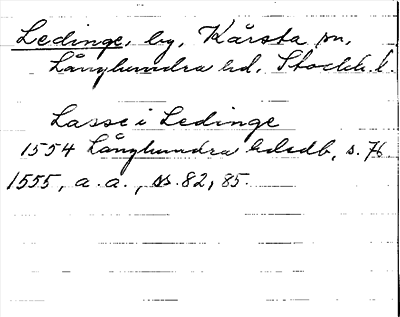 Ledinge, by, Kårsta sn,
Långhundra hd, Stockh. l.
Lasse i Ledinge
1554 Långhundra hdsdb, s. 76
1555, a. a., ss. 82, 85.